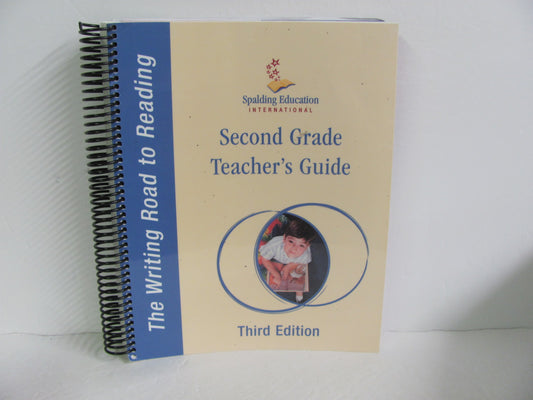 The Writing Road to Reading
Spalding Education
INTERNATIONAL
Second Grade
Teacher's Guide
Third Edition